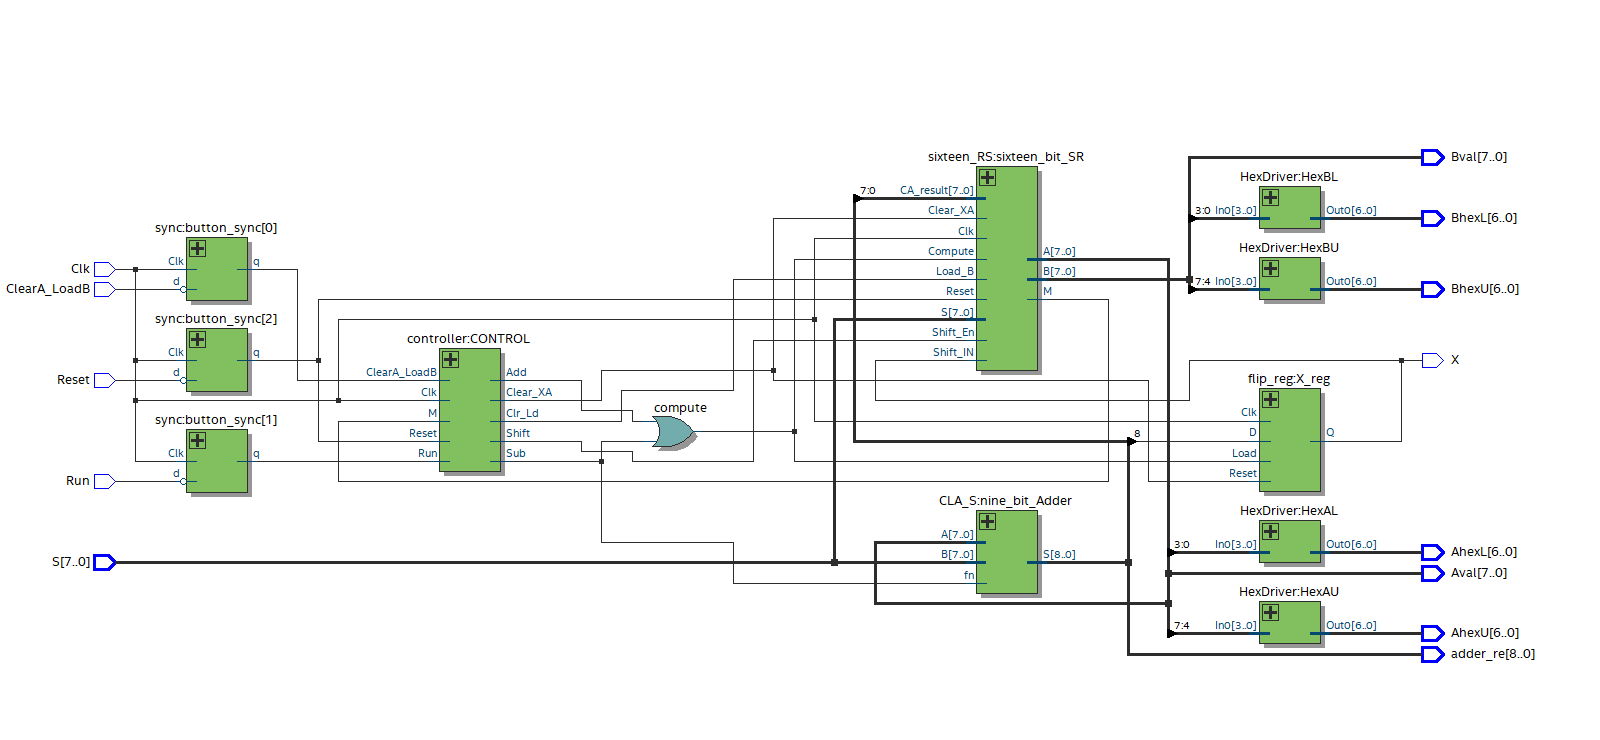 sync:button_sync[0]
Clk
d
q
Clk
ClearA_LoadB
sync:button_sync[2]
Clk
d
q
Reset
sync:button_sync[1]
Clk
d
q
Run
S[7..0]
controller:CONTROL
ClearA_LoadB
Clk
M
Reset
Run
Add
Clear_XA
Clr_Ld
Shift
Sub
compute
sixteen_RS:sixteen_bit_SR
7:0
CA_result[7..0]
Clear_XA
Clk
Compute
Load_B
Reset
S[7..0]
Shift_En
Shift_IN
A[7..0]
B[7..0]
M
CLA_S:nine_bit_Adder
A[7..0]
B[7..0]
fn
S[8..0]
Bval[7..0]
HexDriver:HexBL
3:0
In0[3..0]
Out0[6..0]
BhexL[6..0]
HexDriver:HexBU
7:4
In0[3..0]
Out0[6..0]
BhexU[6..0]
X
flip_reg:X_reg
Clk
8
D
Load
Reset
Q
HexDriver:HexAL
3:0
In0[3..0]
Out0[6..0]
AhexL[6..0]
Aval[7..0]
HexDriver:HexAU
7:4
In0[3..0]
Out0[6..0]
AhexU[6..0]
adder_re[8..0]